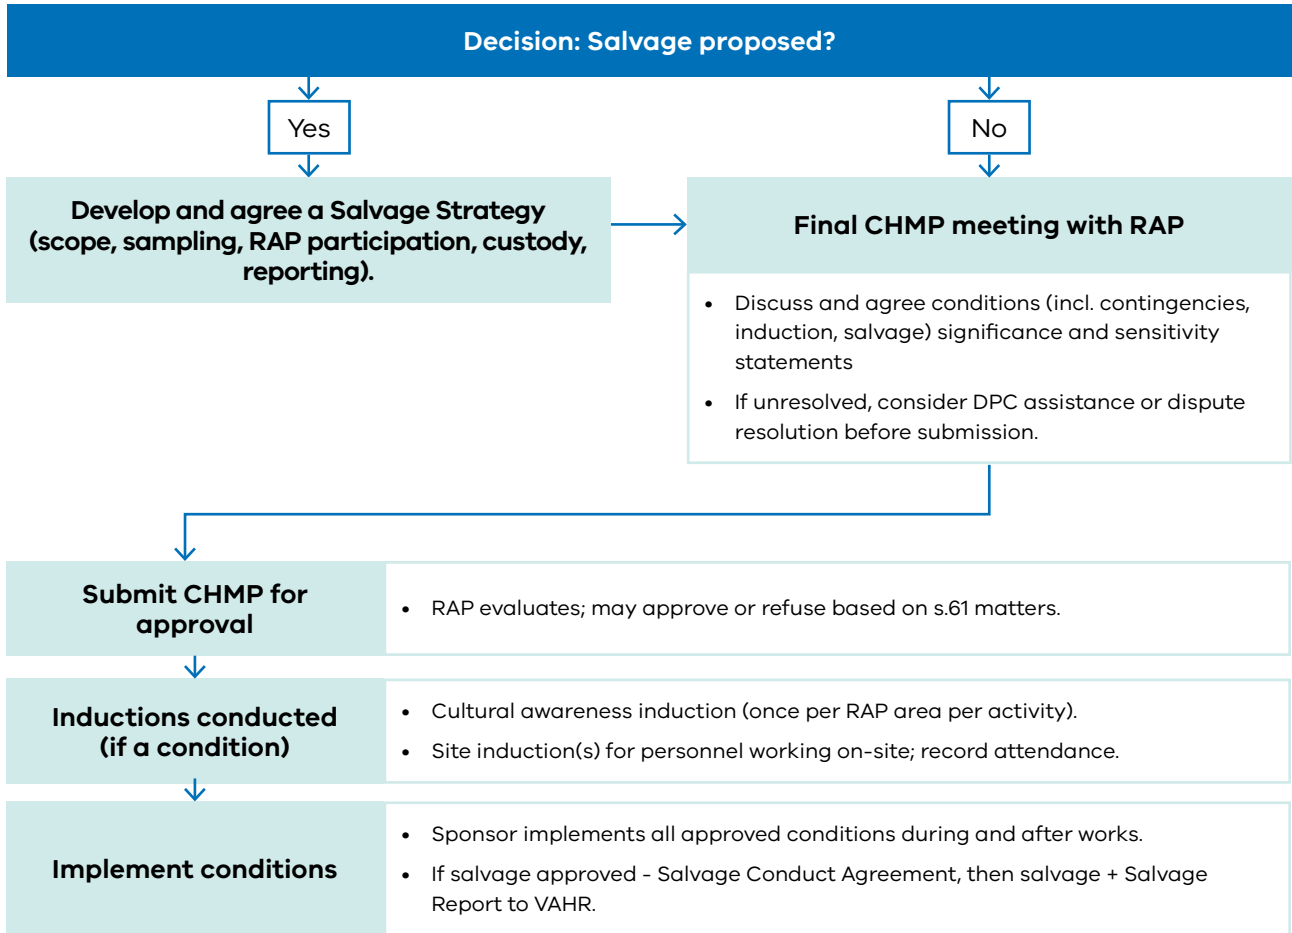 Decision: Salvage proposed?
Yes
No
Develop and agree a Salvage Strategy
(scope, sampling, RAP participation, custody,
reporting).
Final CHMP meeting with RAP
• Discuss and agree conditions (incl. contingencies,
induction, salvage) significance and sensitivity
statements
• If unresolved, consider DPC assistance or dispute
resolution before submission.
Submit CHMP for
approval
• RAP evaluates; may approve or refuse based on s.61 matters.
Inductions conducted
(if a condition)
• Cultural awareness induction (once per RAP area per activity).
• Site induction(s) for personnel working on-site; record attendance.
Implement conditions
• Sponsor implements all approved conditions during and after works.
• If salvage approved - Salvage Conduct Agreement, then salvage + Salvage
Report to VAHR.